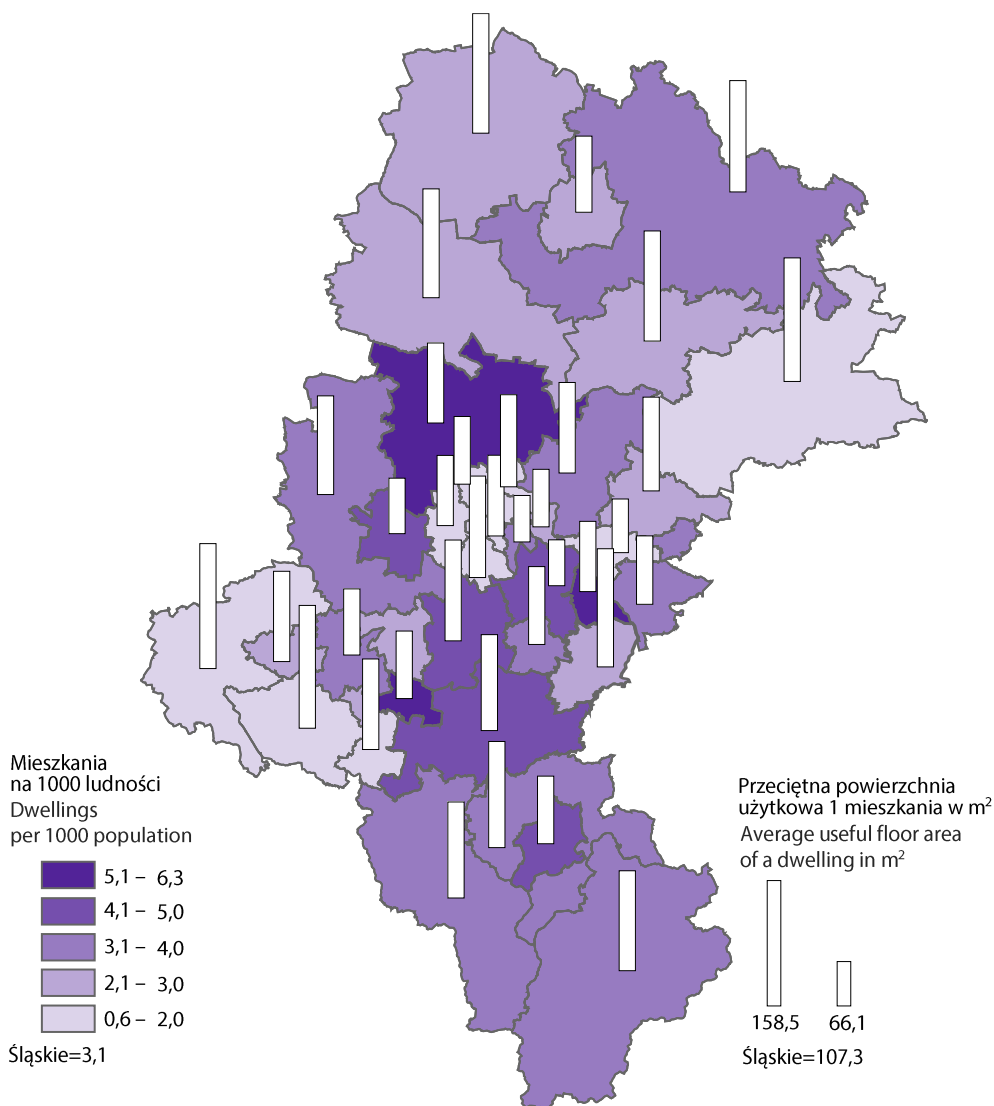 Mieszkania
na 1000 ludności
Dwellings
per 1000 population
5,1 – 6,3
4,1 – 5,0
3,1 – 4,0
2,1 – 3,0
0,6 – 2,0
Śląskie=3,1
Przeciętna powierzchnia
użytkowa 1 mieszkania w m²
Average useful floor area
of a dwelling in m²
158,5 66,1
Śląskie=107,3